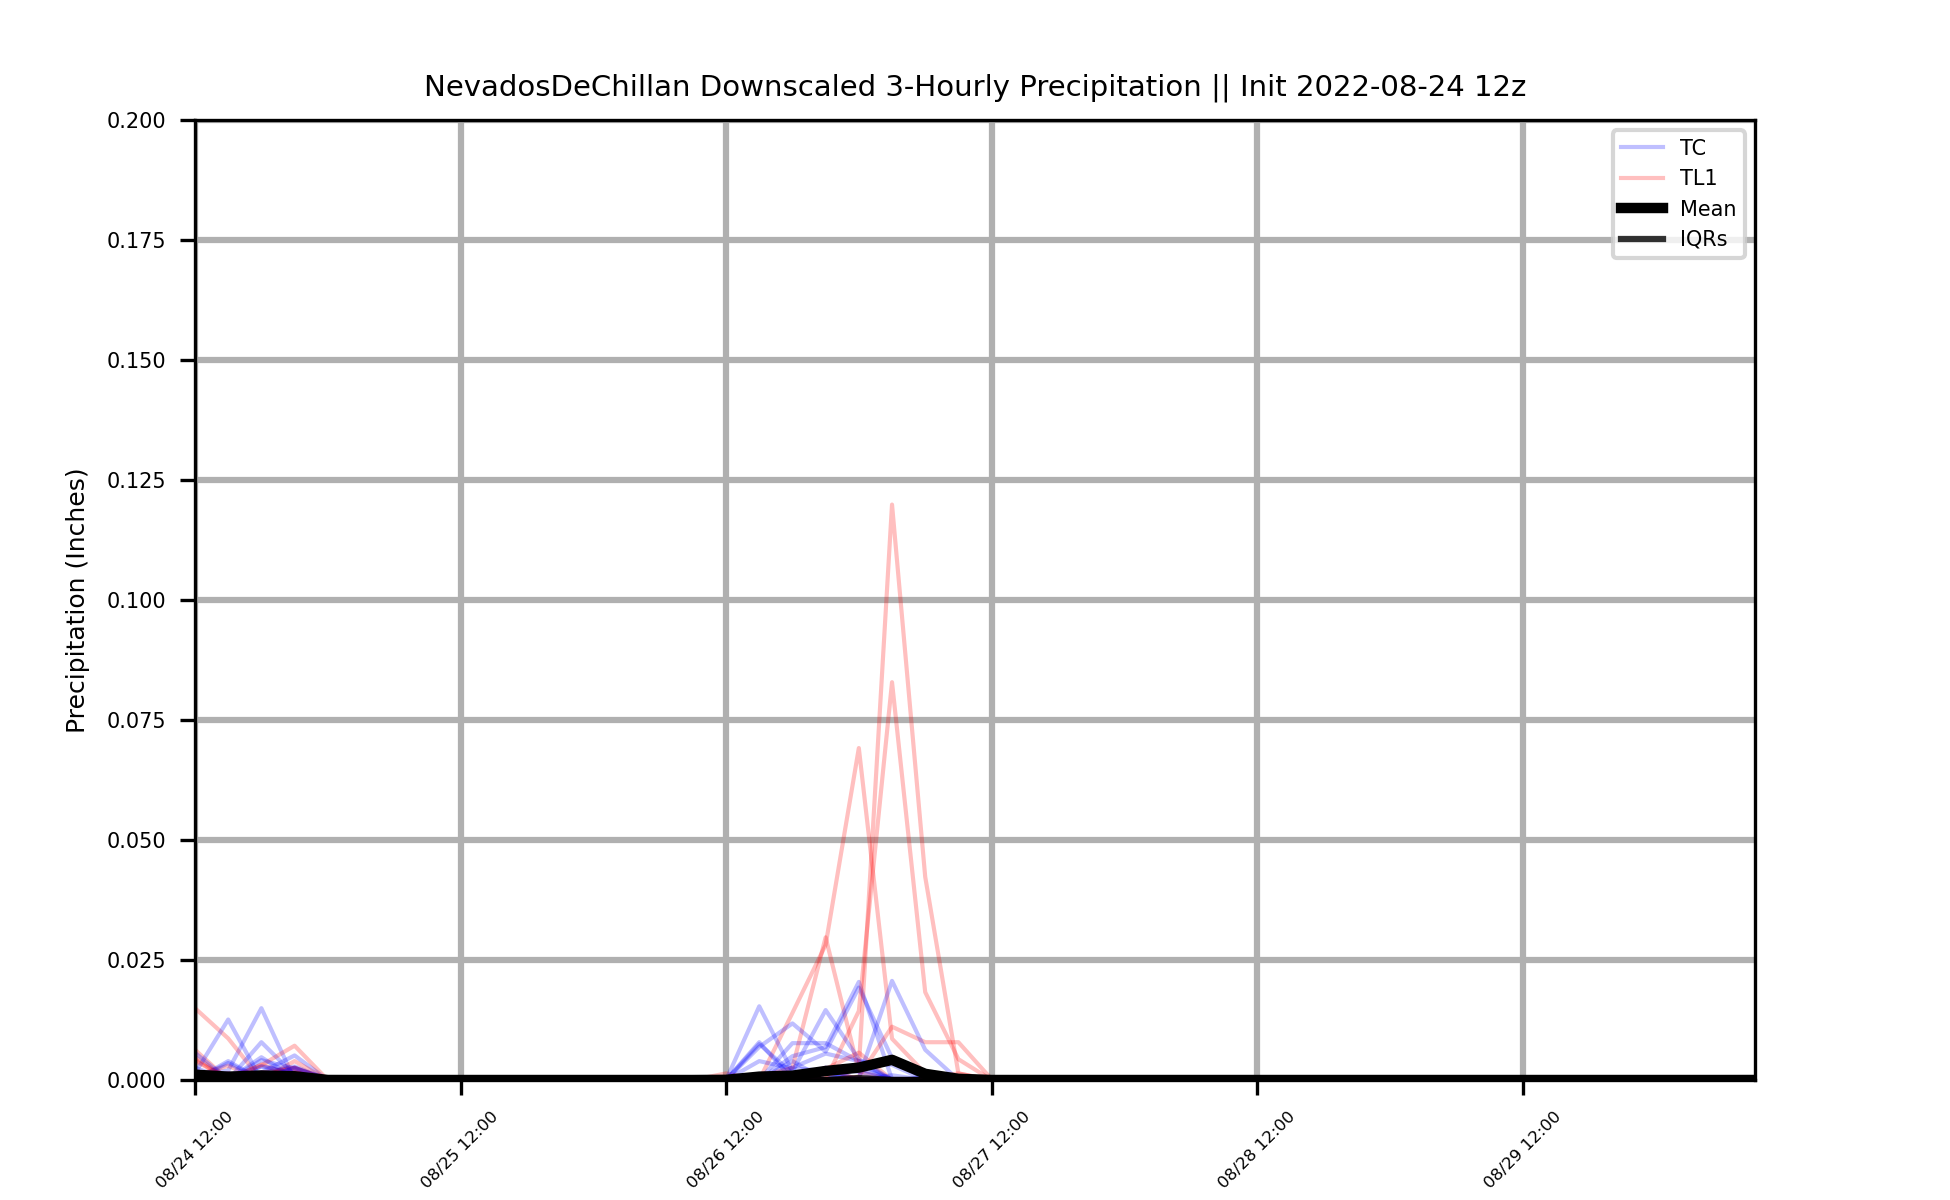 NevadosDeChillan Downscaled 3-Hourly Precipitation || Init 2022-08-24 12z
TC
TL1
Mean
IQRs
Precipitation (Inches)
0.200
0.175
0.150
0.125
0.100
0.075
0.050
0.025
0.000
08/24 12:00
08/25 12:00
08/26 12:00
08/27 12:00
08/28 12:00
08/29 12:00